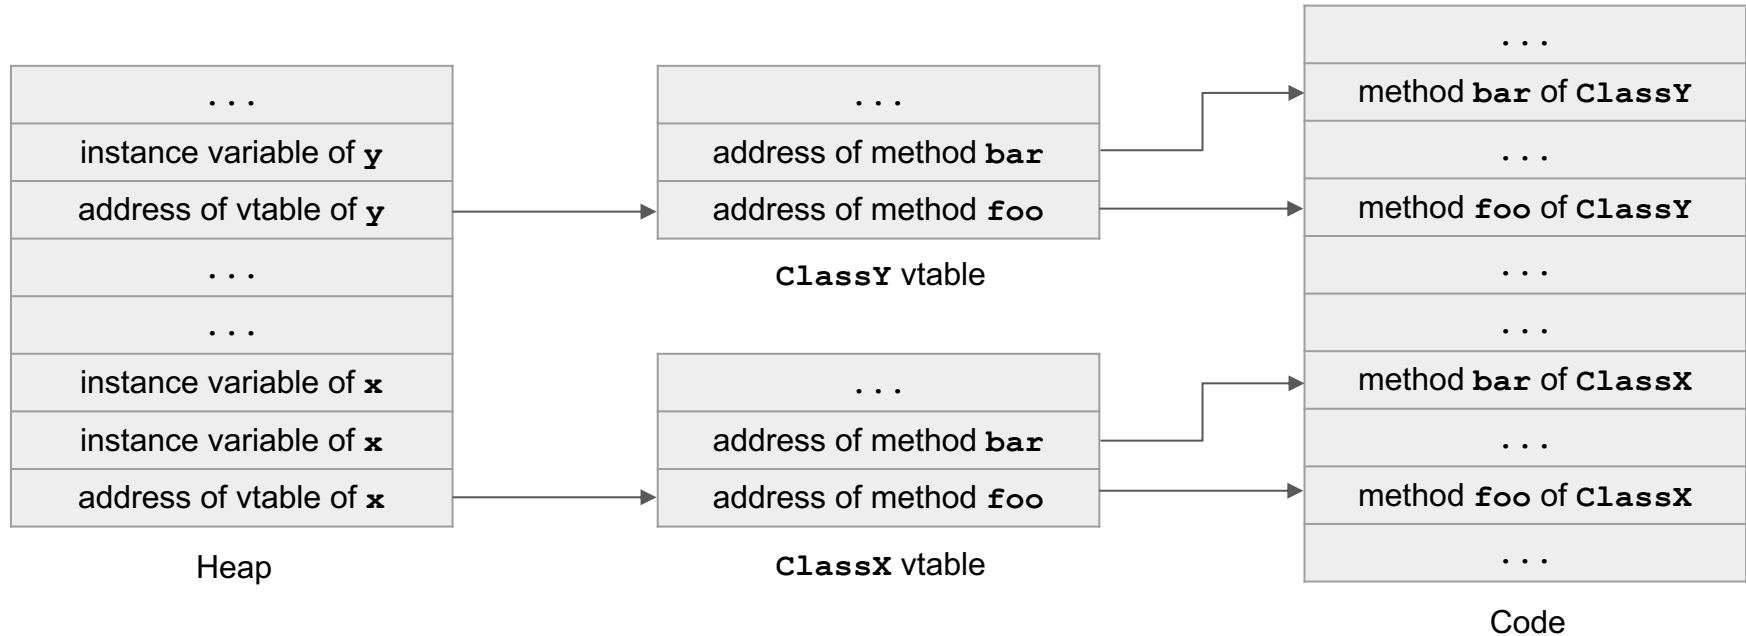 ...
instance variable of y
address of vtable of y
...
...
instance variable of x
instance variable of x
address of vtable of x
Heap
...
address of method bar
address of method foo
ClassY vtable
...
address of method bar
address of method foo
ClassX vtable
...
method bar of ClassY
...
method foo of ClassY
...
...
method bar of ClassX
...
method foo of ClassX
...
Code